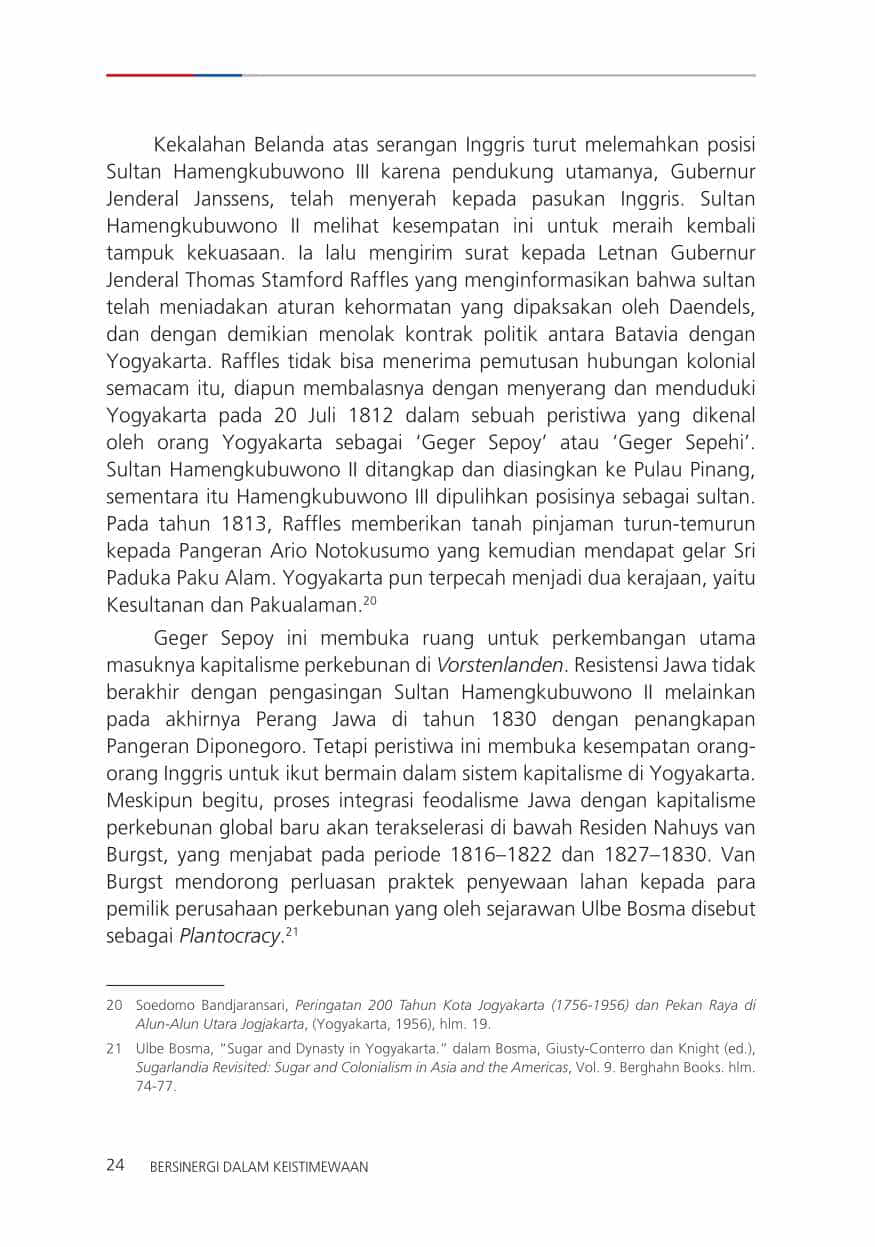 Kekalahan Belanda atas serangan Inggris turut melemahkan posisi
Sultan Hamengkubuwono III karena pendukung utamanya, Gubernur
Jenderal Janssens, telah menyerah kepada pasukan Inggris. Sultan
Hamengkubuwono II melihat kesempatan ini untuk meraih kembali
tampuk kekuasaan. Ia lalu mengirim surat kepada Letnan Gubernur
Jenderal Thomas Stamford Raffles yang menginformasikan bahwa sultan
telah meniadakan aturan kehormatan yang dipaksakan oleh Daendels,
dan dengan demikian menolak kontrak politik antara Batavia dengan
Yogyakarta. Raffles tidak bisa menerima pemutusan hubungan kolonial
semacam itu, diapun membalasnya dengan menyerang dan menduduki
Yogyakarta pada 20 Juli 1812 dalam sebuah peristiwa yang dikenal
oleh orang Yogyakarta sebagai ‘Geger Sepoy’ atau ‘Geger Sepehi’.
Sultan Hamengkubuwono II ditangkap dan diasingkan ke Pulau Pinang,
sementara itu Hamengkubuwono III dipulihkan posisinya sebagai sultan.
Pada tahun 1813, Raffles memberikan tanah pinjaman turun-temurun
kepada Pangeran Ario Notokusumo yang kemudian mendapat gelar Sri
Paduka Paku Alam. Yogyakarta pun terpecah menjadi dua kerajaan, yaitu
Kesultanan dan Pakualaman.20
Geger Sepoy ini membuka ruang untuk perkembangan utama
masuknya kapitalisme perkebunan di Vorstenlanden. Resistensi Jawa tidak
berakhir dengan pengasingan Sultan Hamengkubuwono II melainkan
pada akhirnya Perang Jawa di tahun 1830 dengan penangkapan
Pangeran Diponegoro. Tetapi peristiwa ini membuka kesempatan orang-
orang Inggris untuk ikut bermain dalam sistem kapitalisme di Yogyakarta.
Meskipun begitu, proses integrasi feodalisme Jawa dengan kapitalisme
perkebunan global baru akan terakselerasi di bawah Residen Nahuys van
Burgst, yang menjabat pada periode 1816–1822 dan 1827–1830. Van
Burgst mendorong perluasan praktek penyewaan lahan kepada para
pemilik perusahaan perkebunan yang oleh sejarawan Ulbe Bosma disebut
sebagai Plantocracy.21
20 Soedomo Bandjaransari, Peringatan 200 Tahun Kota Jogyakarta (1756-1956) dan Pekan Raya di
Alun-Alun Utara Jogjakarta, (Yogyakarta, 1956), hlm. 19.
21 Ulbe Bosma, “Sugar and Dynasty in Yogyakarta.” dalam Bosma, Giusty-Conterro dan Knight (ed.),
Sugarlandia Revisited: Sugar and Colonialism in Asia and the Americas, Vol. 9. Berghahn Books. hlm.
74-77.
24 BERSINERGI DALAM KEISTIMEWAAN